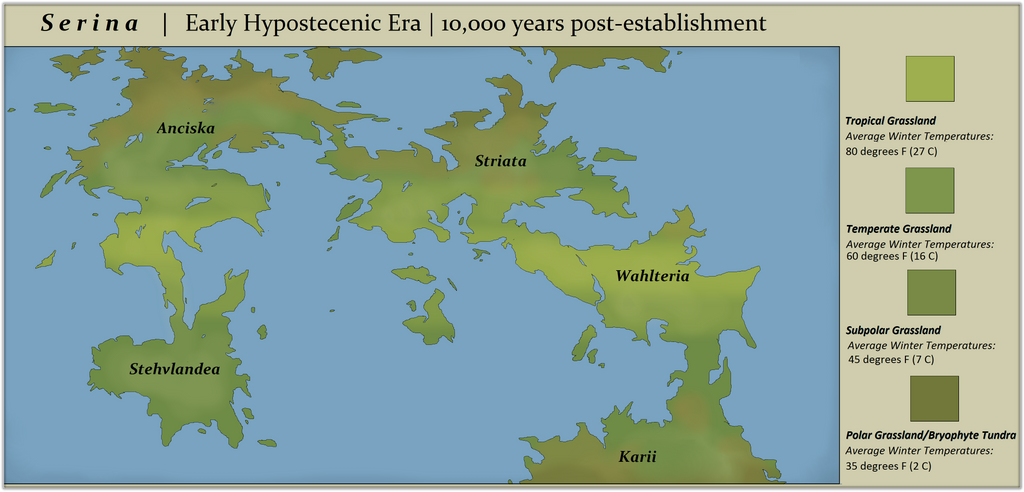 Serina | Early Hypostecenic Era | 10,000 years post-establishment
Anciska
Striata
Wahlteria
Stehvlandea
Karii
Tropical Grassland
Average Winter Temperatures:
80 degrees F (27 C)
Temperate Grassland
Average Winter Temperatures:
60 degrees F (16 C)
Subpolar Grassland
Average Winter Temperatures:
45 degrees F (7 C)
Polar Grassland/Bryophyte Tundra
Average Winter Temperatures:
35 degrees F (2 C)